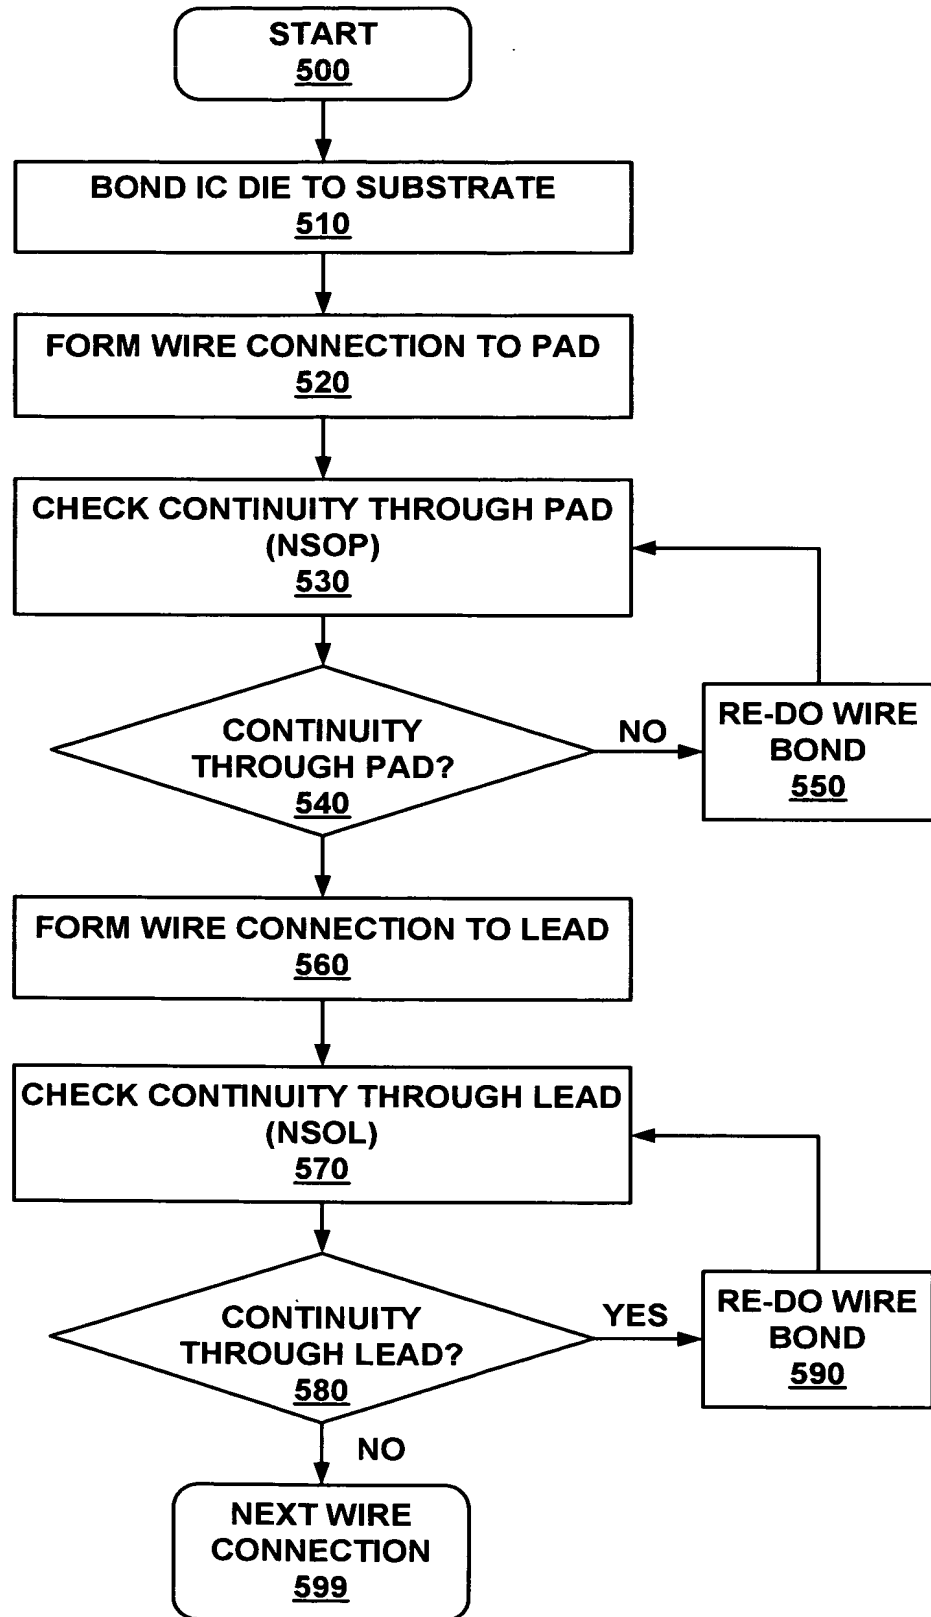 START
500
BOND IC DIE TO SUBSTRATE
510
FORM WIRE CONNECTION TO PAD
520
CHECK CONTINUITY THROUGH PAD
(NSOP)
530
CONTINUITY
THROUGH PAD?
540
NO
RE-DO WIRE
BOND
550
FORM WIRE CONNECTION TO LEAD
560
CHECK CONTINUITY THROUGH LEAD
(NSOL)
570
CONTINUITY
THROUGH LEAD?
580
YES
RE-DO WIRE
BOND
590
NO
NEXT WIRE
CONNECTION
599